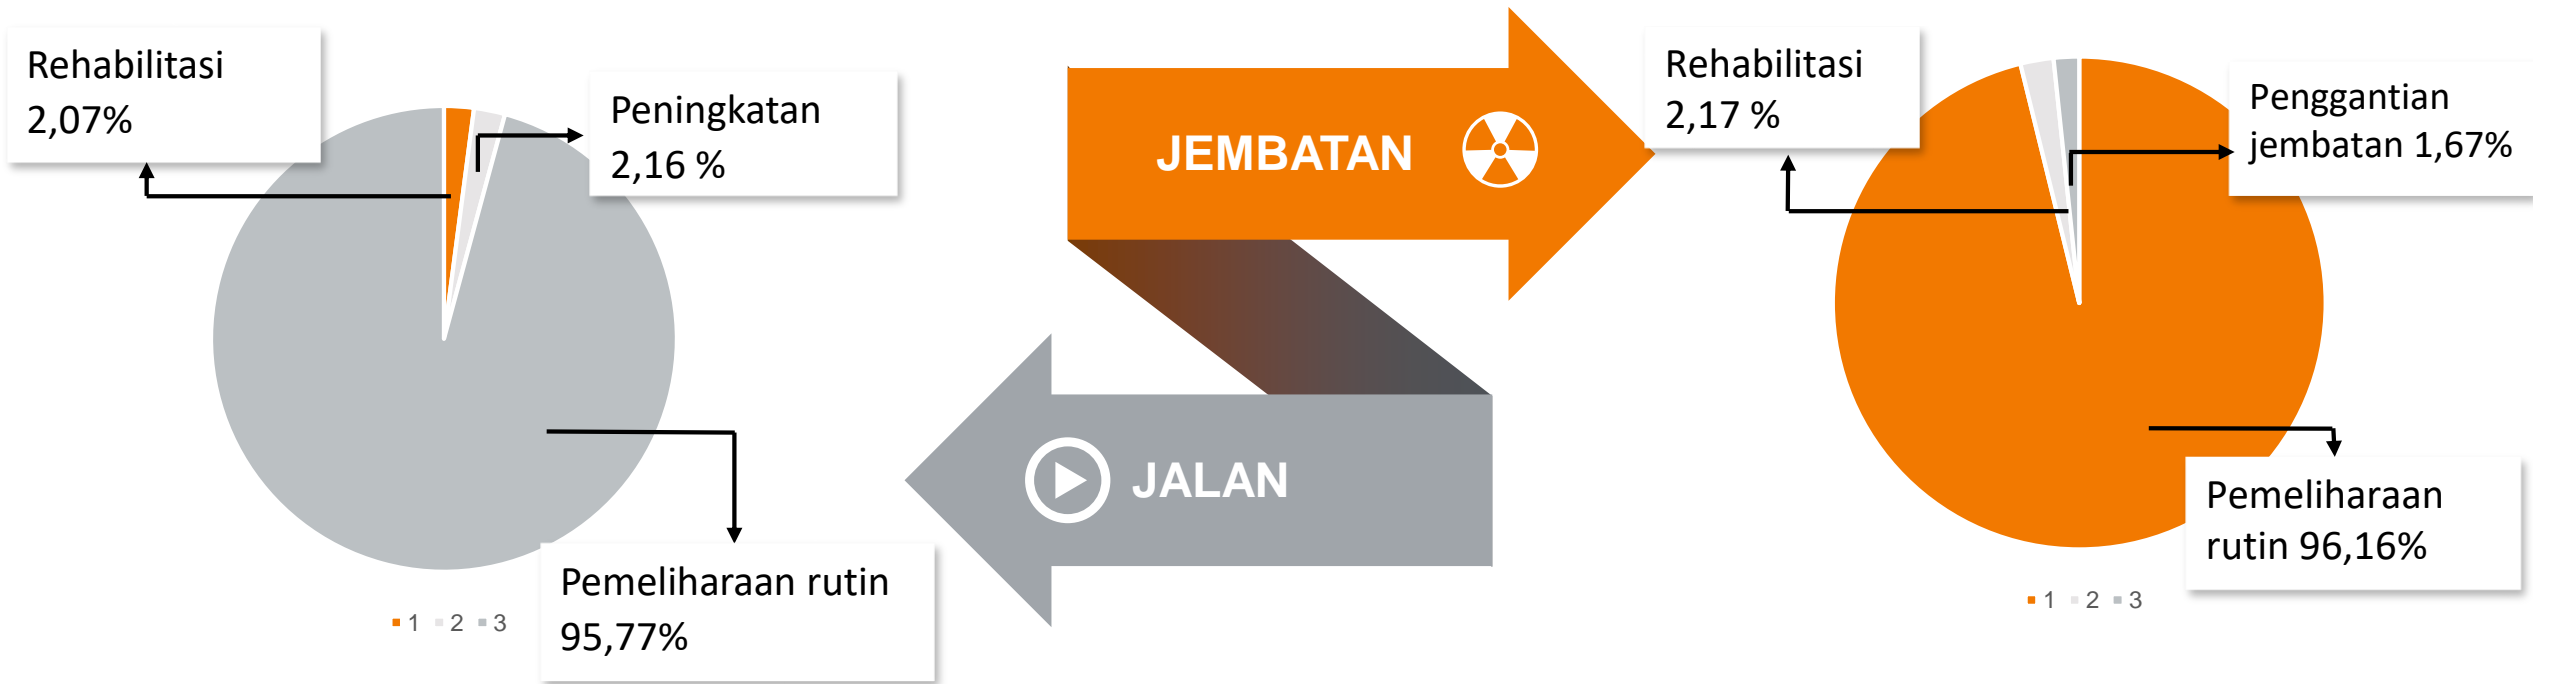 Rehabilitasi
2,07%
Peningkatan
2,16 %
Pemeliharaan rutin
95,77%
1 2 3
JEMBATAN
JALAN
Rehabilitasi
2,17 %
Penggantian
jembatan 1,67%
Pemeliharaan
rutin 96,16%
1 2 3